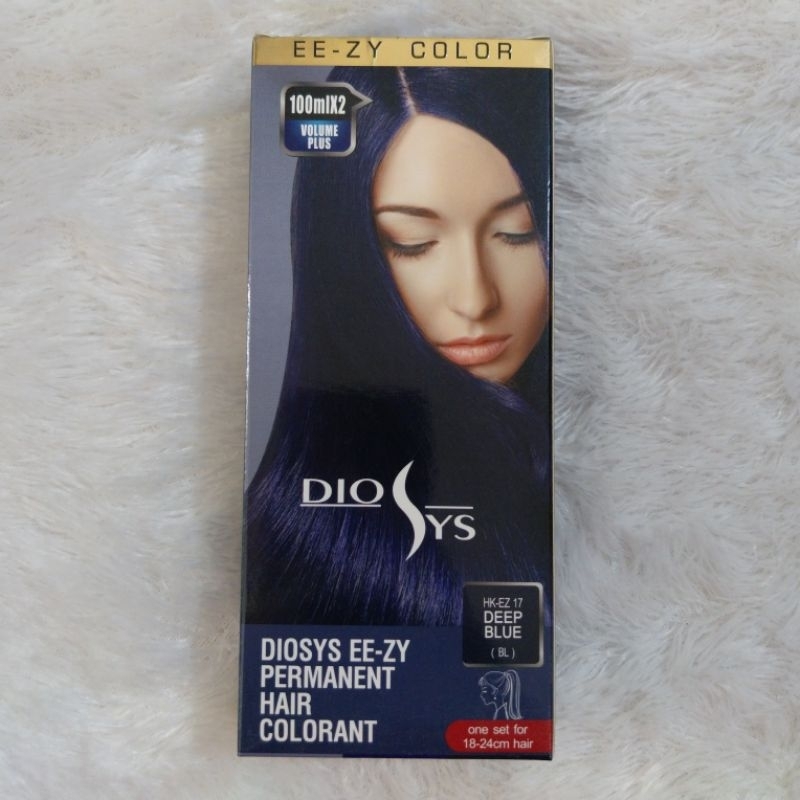 EE-ZY COLOR
100mlX2
VOLUME
PLUS
DIOSYS
HK-EZ 17
DEEP
BLUE
( BL )
DIOSYS EE-ZY
PERMANENT
HAIR
COLORANT
one set for
18-24cm hair